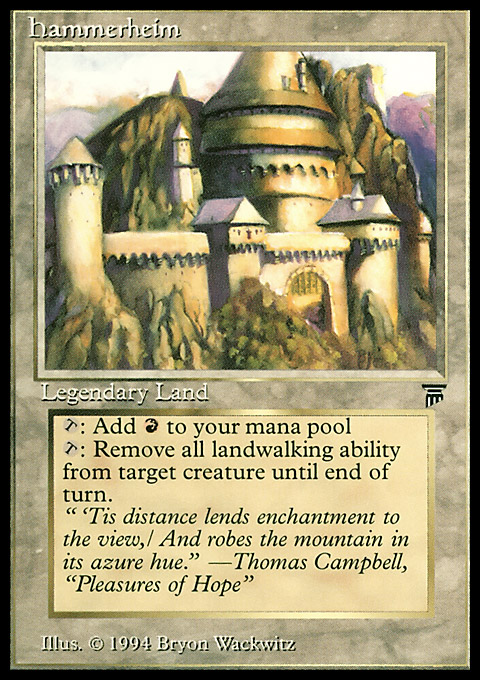 Hammerheim
Legendary Land
: Add to your mana pool
: Remove all landwalking ability
from target creature until end of
turn.
“ ‘Tis distance lends enchantment to
the view,/ And robes the mountain in
its azure hue.” —Thomas Campbell,
“Pleasures of Hope”
Illus. © 1994 Bryon Wackwitz